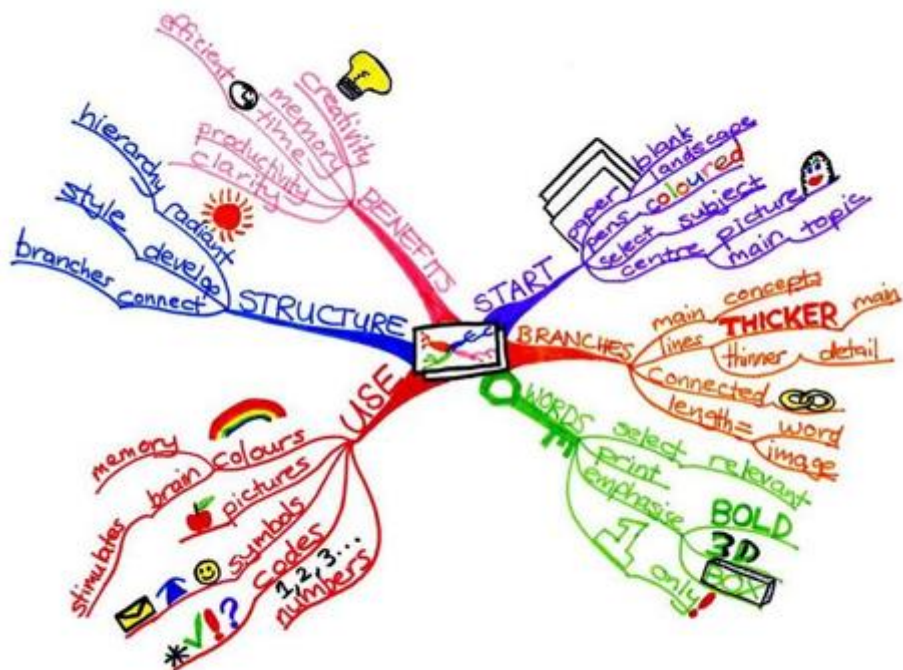 START
paper
blank
landscape
pens coloured
select subject
centre picture
main topic
BRANCHES
main concepts
lines THICKER main
thinner detail
connected
length= word
image
WORDS
select relevant
print
emphasise BOLD
3D
BOX
1 only!
USE
colours
memory
brain
stimulates
pictures
symbols
codes
*√!?
1,2,3...
numbers
STRUCTURE
hierarchy radiant
style develop
branches connect
BENEFITS
creativity
memory
efficient time
productivity
clarity